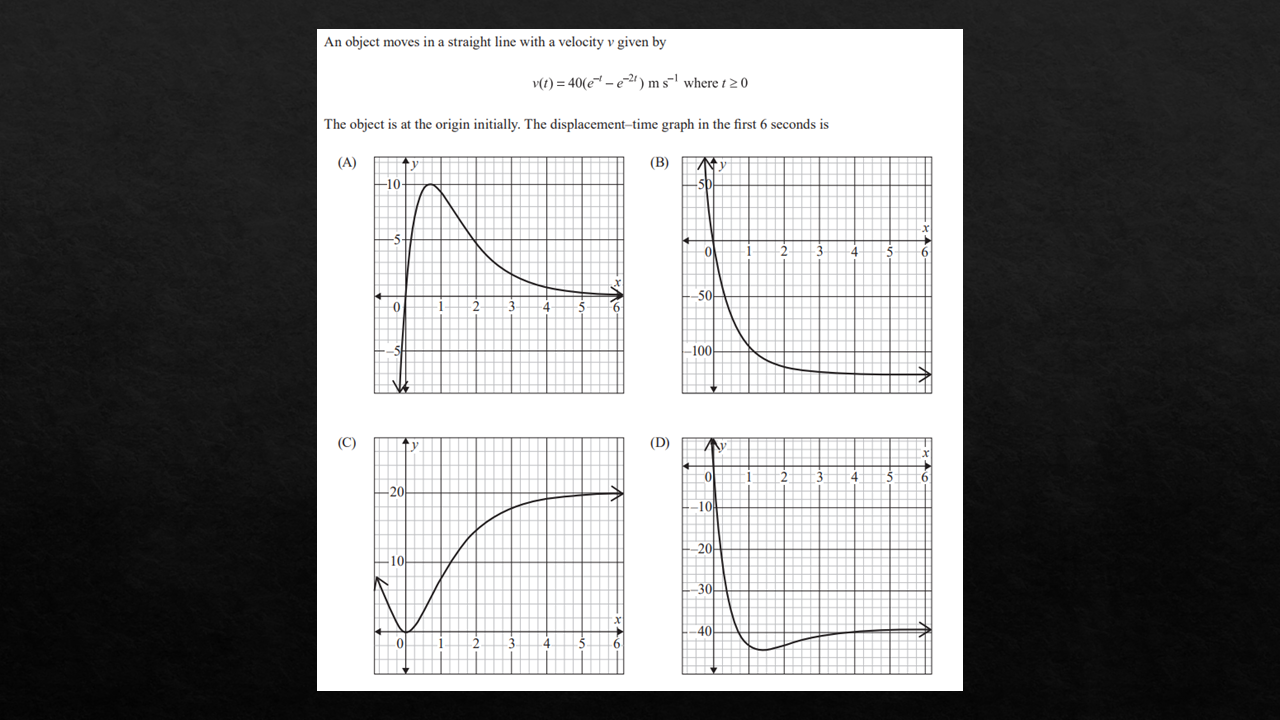 An object moves in a straight line with a velocity v given by
v(t) = 40(e⁻ᵗ – e⁻²ᵗ) m s⁻¹ where t ≥ 0
The object is at the origin initially. The displacement–time graph in the first 6 seconds is
(A)
y
10
5
x
0 1 2 3 4 5 6
–5
(B)
y
50
x
0 1 2 3 4 5 6
–50
–100
(C)
y
20
10
x
0 1 2 3 4 5 6
(D)
y
x
0 1 2 3 4 5 6
–10
–20
–30
–40